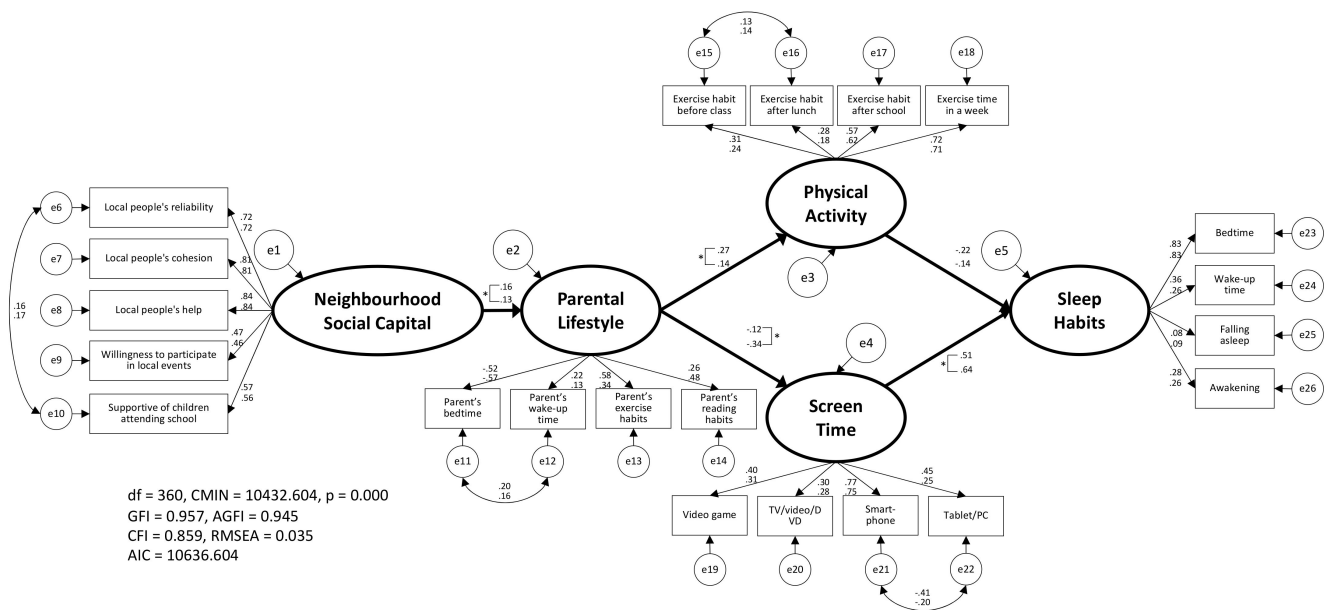 .13
.14
e15
e16
e17
e18
Exercise habit
before class
Exercise habit
after lunch
Exercise habit
after school
Exercise time
in a week
.31
.24
.28
.18
.57
.62
.72
.71
Physical
Activity
e3
e6
Local people's reliability
e7
Local people's cohesion
e8
Local people's help
e9
Willingness to participate
in local events
e10
Supportive of children
attending school
.16
.17
.72
.72
.81
.81
.84
.84
.47
.46
.57
.56
e1
Neighbourhood
Social Capital
* .16
.13
e2
Parental
Lifestyle
* .27
.14
-.12 *
-.34
-.22
-.14
* .51
.64
e4
Screen
Time
e5
Sleep
Habits
.83
.83
.36
.26
.08
.09
.28
.26
Bedtime
e23
Wake-up
time
e24
Falling
asleep
e25
Awakening
e26
-.52
-.57
.22
.13
.58
.34
.26
.48
Parent's
bedtime
Parent's
wake-up
time
Parent's
exercise
habits
Parent's
reading
habits
e11
e12
e13
e14
.20
.16
.40
.31
.30
.28
.77
.75
.45
.25
Video game
TV/video/D
VD
Smart-
phone
Tablet/PC
e19
e20
e21
e22
-.41
-.20
df = 360, CMIN = 10432.604, p = 0.000
GFI = 0.957, AGFI = 0.945
CFI = 0.859, RMSEA = 0.035
AIC = 10636.604